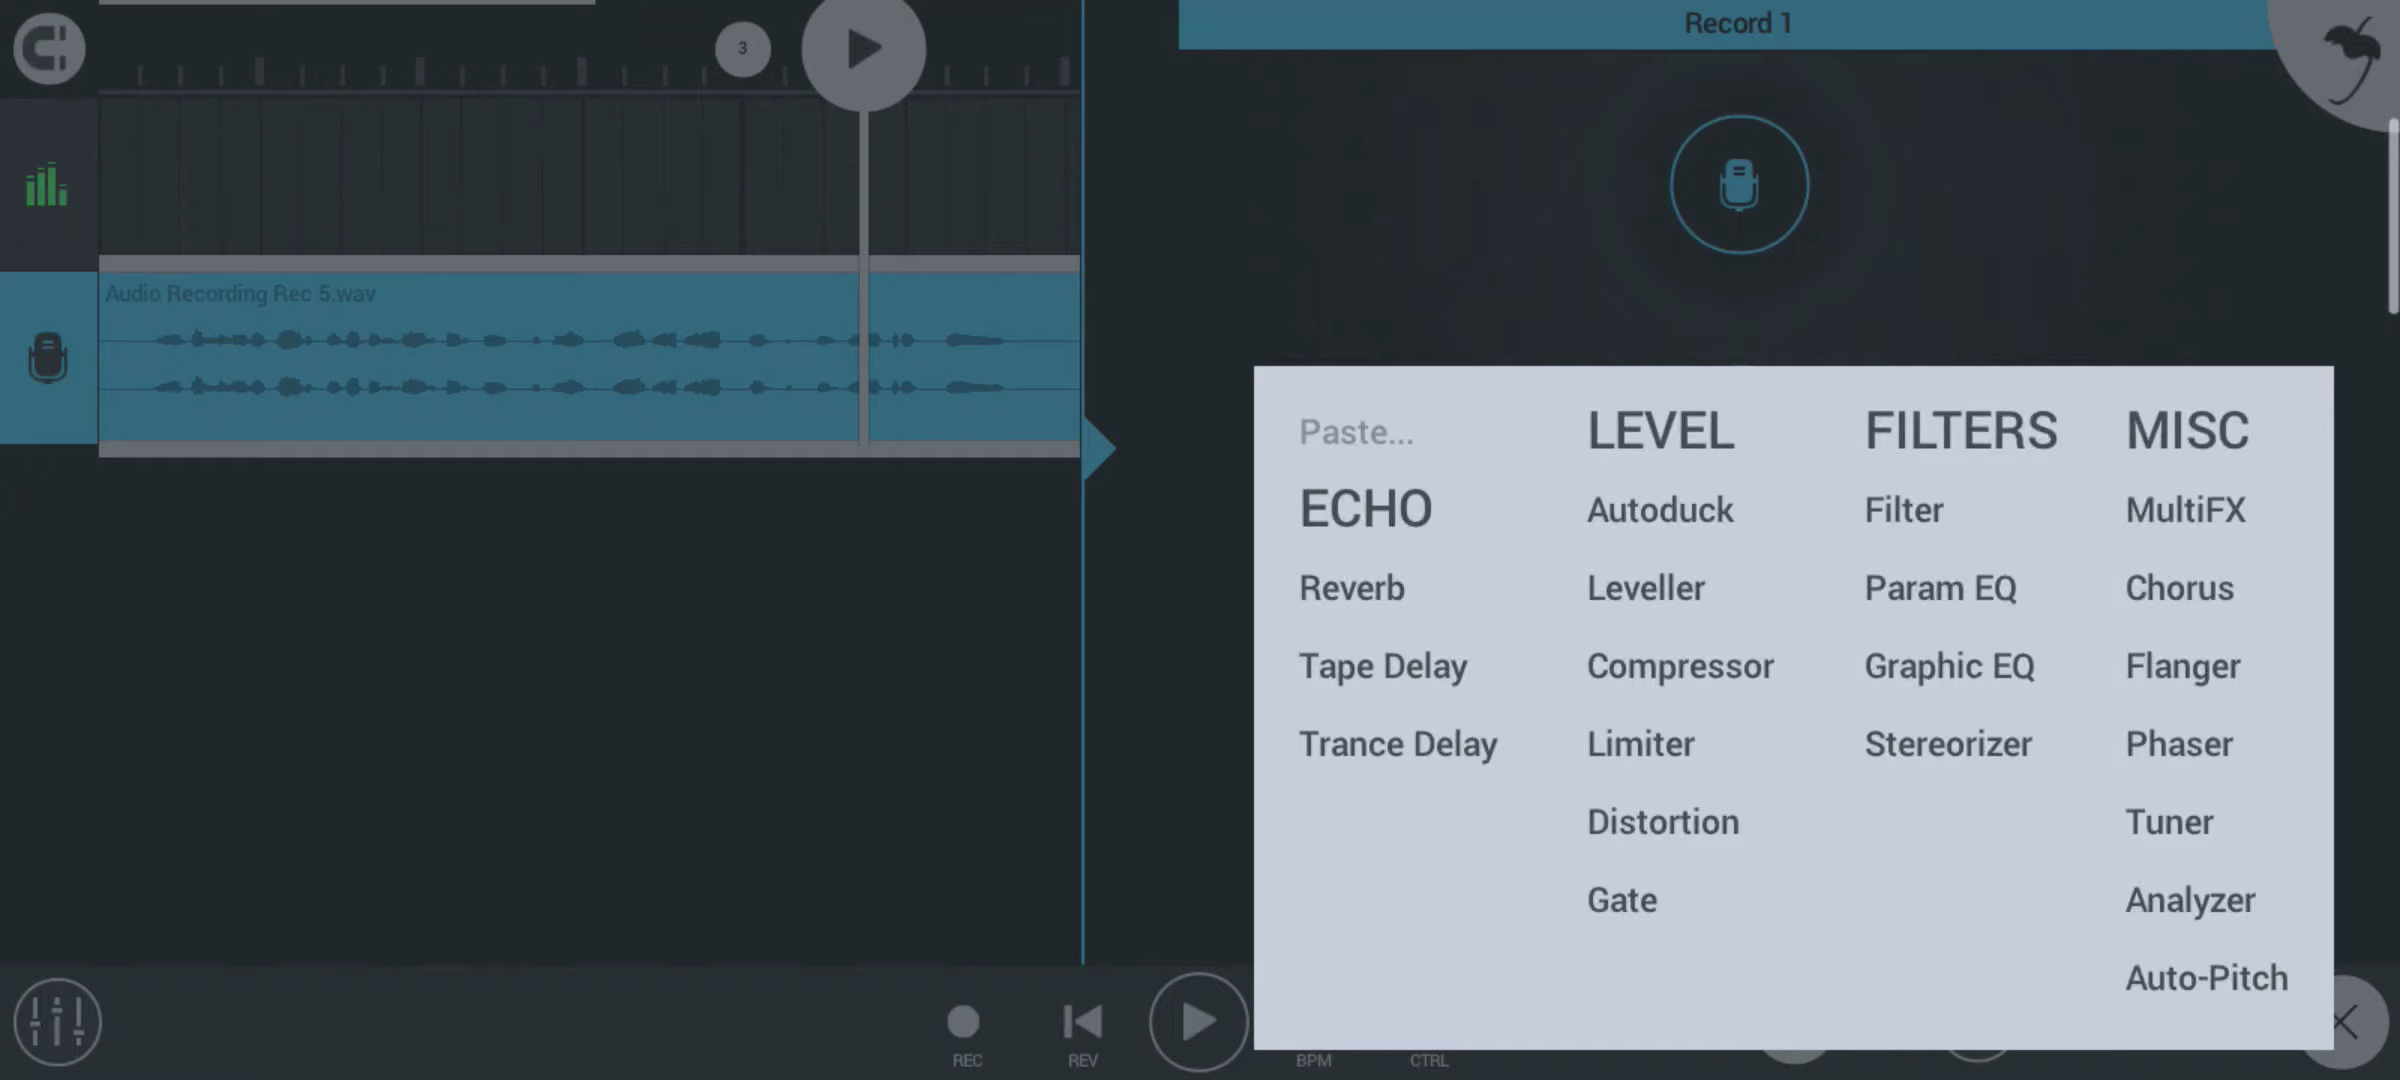 3
Record 1
Audio Recording Rec 5.wav
Paste...
ECHO
Reverb
Tape Delay
Trance Delay
LEVEL
Autoduck
Leveller
Compressor
Limiter
Distortion
Gate
FILTERS
Filter
Param EQ
Graphic EQ
Stereorizer
MISC
MultiFX
Chorus
Flanger
Phaser
Tuner
Analyzer
Auto-Pitch
REC
REV
BPM
CTRL